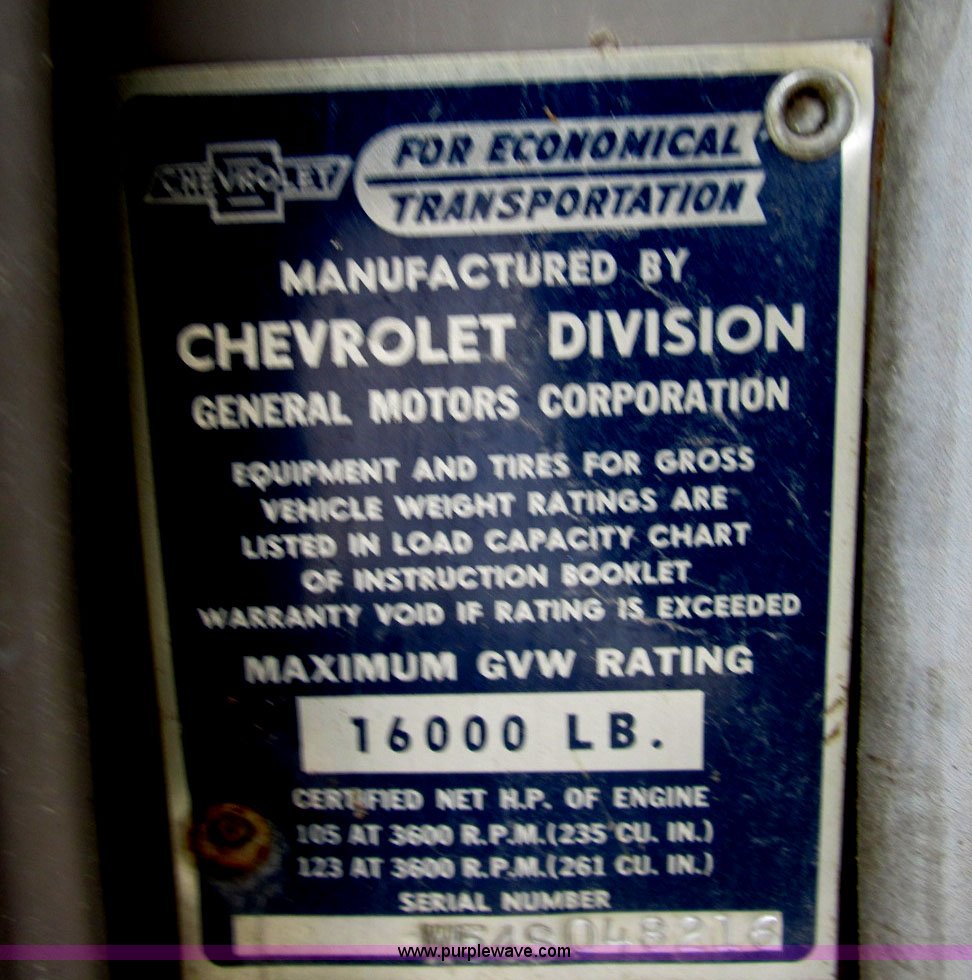 CHEVROLET
FOR ECONOMICAL
TRANSPORTATION
MANUFACTURED BY
CHEVROLET DIVISION
GENERAL MOTORS CORPORATION
EQUIPMENT AND TIRES FOR GROSS
VEHICLE WEIGHT RATINGS ARE
LISTED IN LOAD CAPACITY CHART
OF INSTRUCTION BOOKLET
WARRANTY VOID IF RATING IS EXCEEDED
MAXIMUM GVW RATING
16000 LB.
CERTIFIED NET H.P. OF ENGINE
105 AT 3600 R.P.M.(235 CU. IN.)
123 AT 3600 R.P.M.(261 CU. IN.)
SERIAL NUMBER
www.purplewave.com